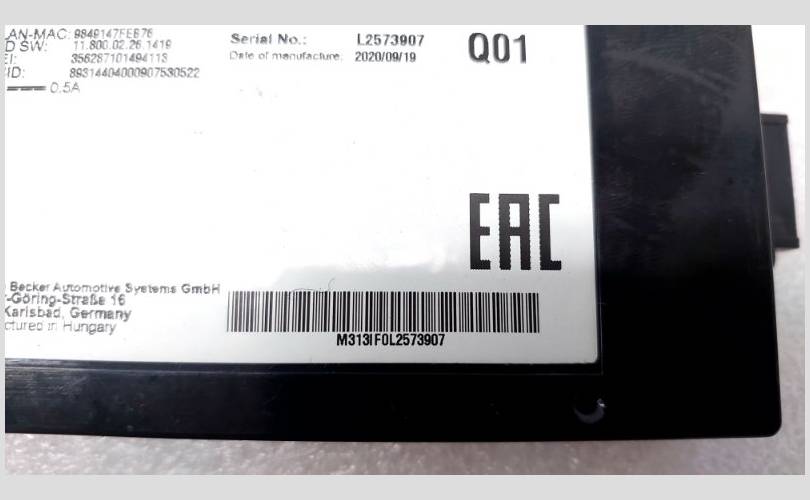 LAN-MAC: 9849147FEB76
D SW: 11.800.02.26.1419
EI: 356287101494113
ID: 89314404000907530522
0.5A
Serial No.: L2573907
Date of manufacture: 2020/09/19
Q01
EAC
Becker Automotive Systems GmbH
-Göring-Straße 16
Karlsbad, Germany
ctured in Hungary
M313IF0L2573907